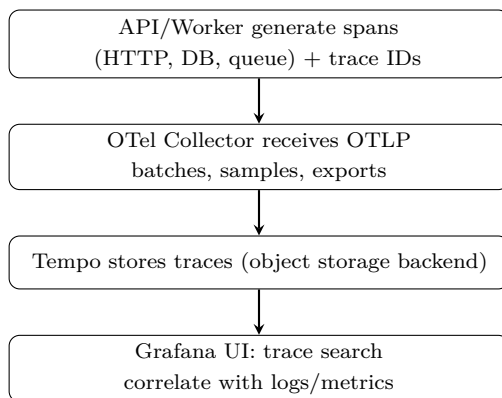 API/Worker generate spans
(HTTP, DB, queue) + trace IDs
OTel Collector receives OTLP
batches, samples, exports
Tempo stores traces (object storage backend)
Grafana UI: trace search
correlate with logs/metrics